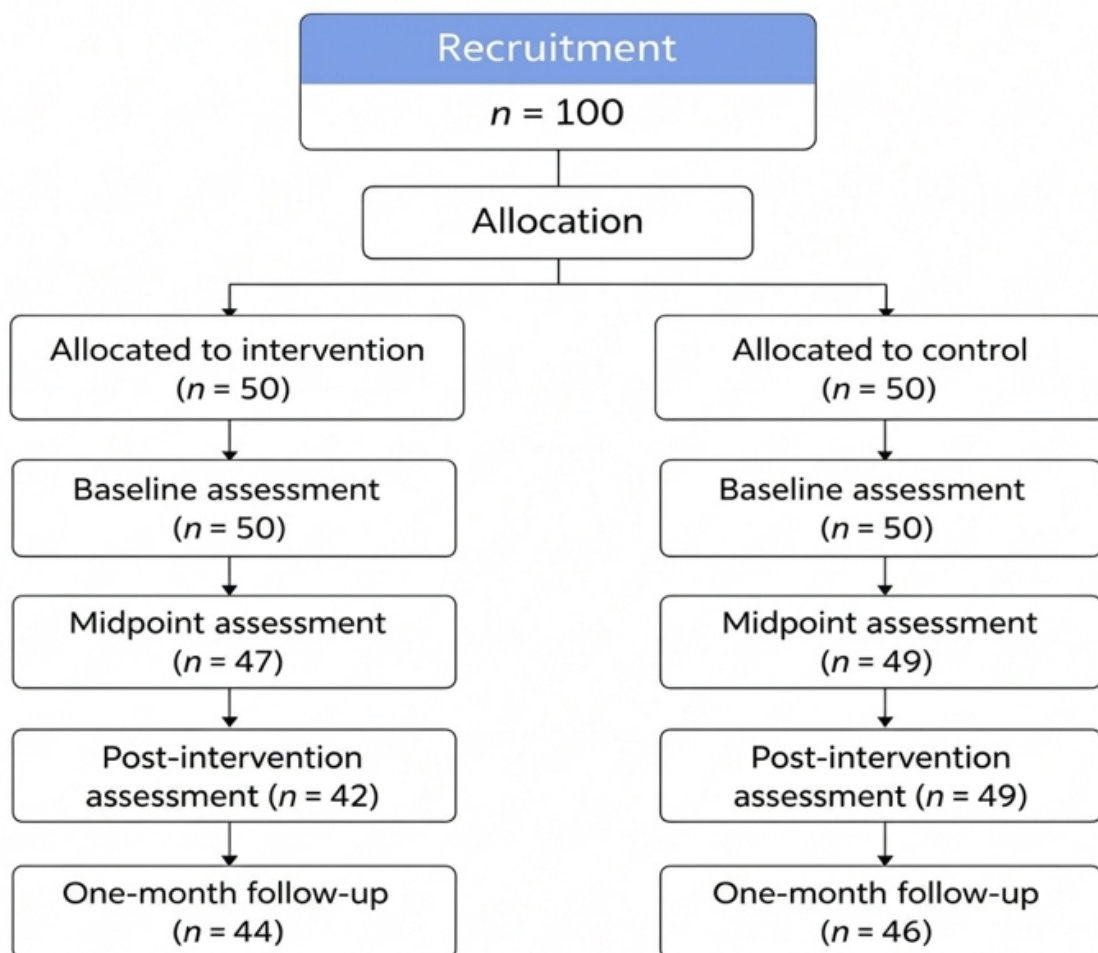 Recruitment
n = 100
Allocation
Allocated to intervention
(n = 50)
Allocated to control
(n = 50)
Baseline assessment
(n = 50)
Baseline assessment
(n = 50)
Midpoint assessment
(n = 47)
Midpoint assessment
(n = 49)
Post-intervention
assessment (n = 42)
Post-intervention
assessment (n = 49)
One-month follow-up
(n = 44)
One-month follow-up
(n = 46)